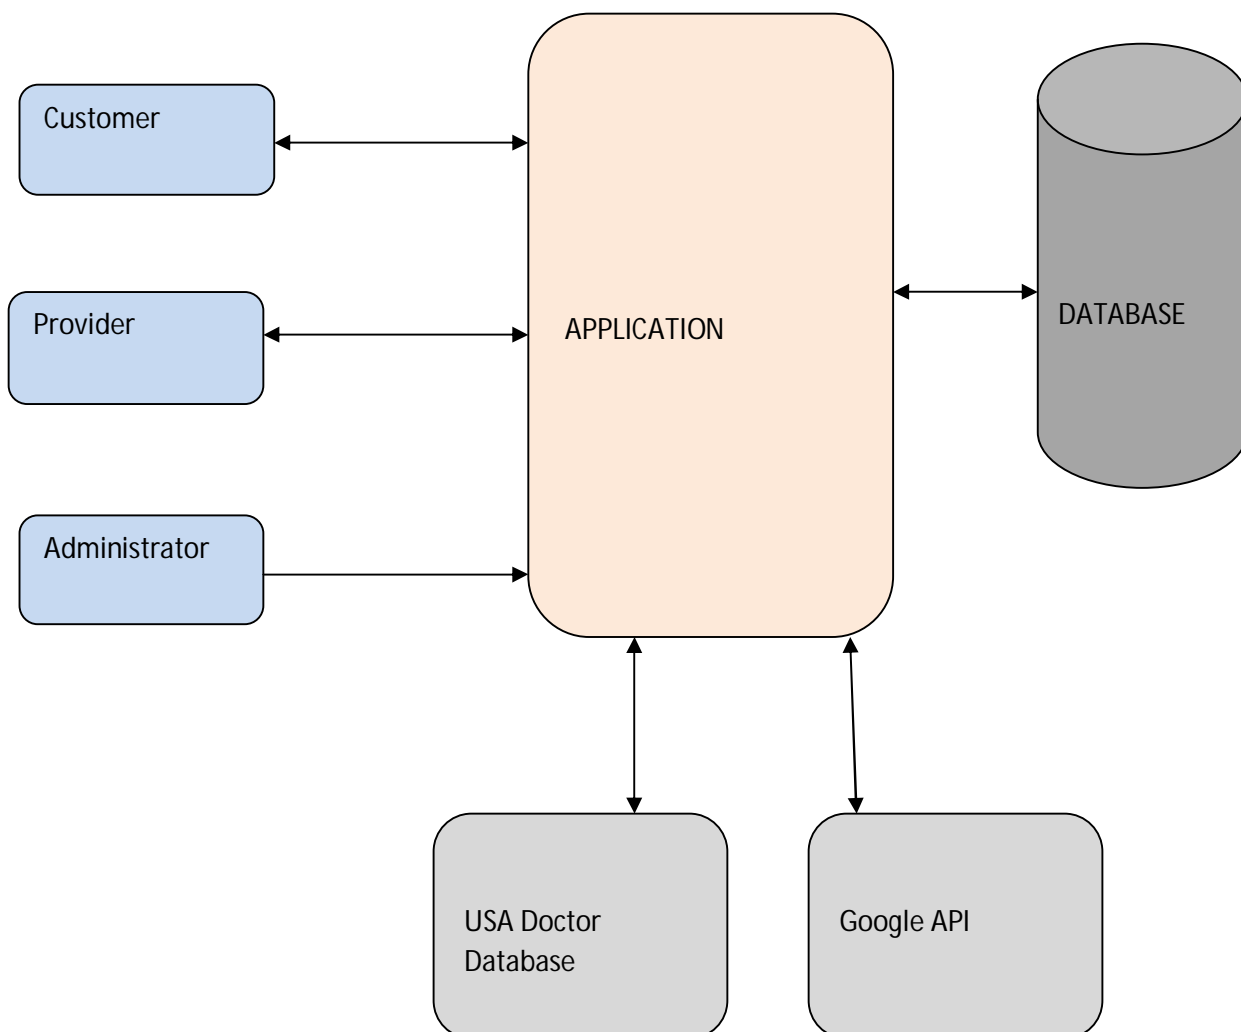 Customer
Provider
APPLICATION
DATABASE
Administrator
USA Doctor
Database
Google API